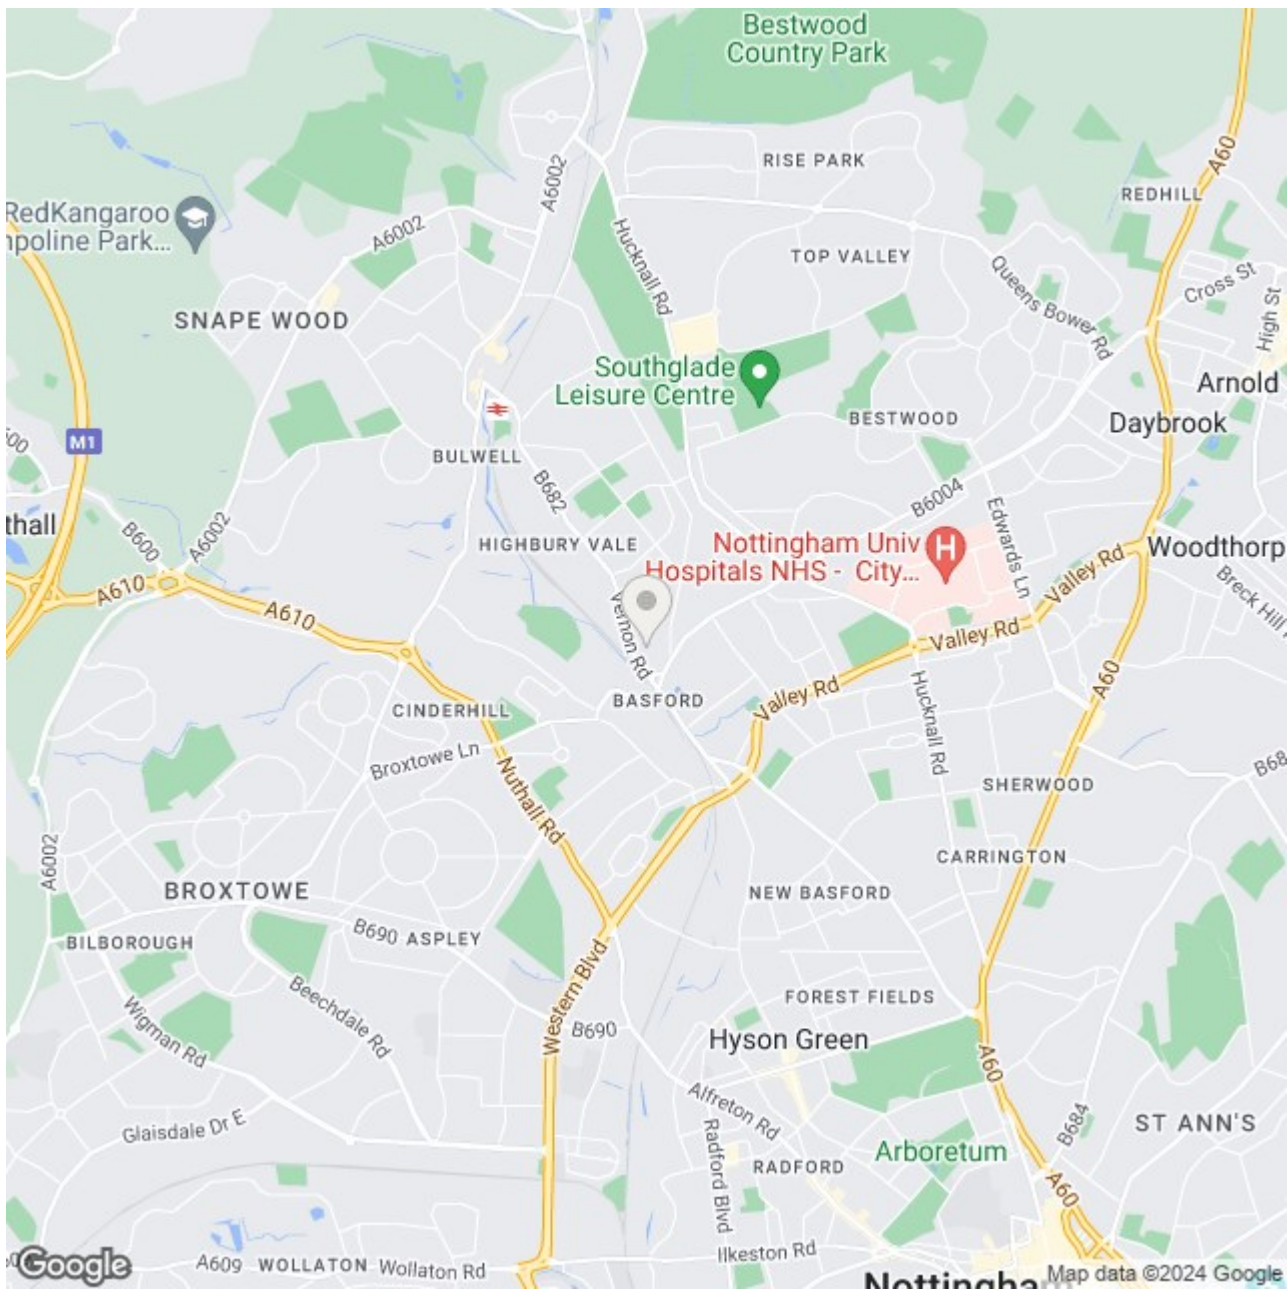 Bestwood
Country Park
RISE PARK
A60
REDHILL
A6002
RedKangaroo
npoline Park...
A6002
Hucknall Rd
TOP VALLEY
Queens Bower Rd
Cross St
High St
SNAPE WOOD
Southglade
Leisure Centre
Arnold
BESTWOOD
Daybrook
M1
BULWELL
B682
B6004
Edwards Ln
thall
B600
A6002
HIGHBURY VALE
Nottingham Univ
Hospitals NHS - City...
H
Woodthorp
Valley Rd
Breck Hill
A610
A610
Vernon Rd
Valley Rd
BASFORD
Valley Rd
Hucknall Rd
A60
CINDERHILL
Broxtowe Ln
Nuthall Rd
SHERWOOD
B68
A6002
CARRINGTON
BROXTOWE
NEW BASFORD
B690
ASPLEY
BILBOROUGH
Western Blvd
Beechdale Rd
FOREST FIELDS
Wigman Rd
B690
Hyson Green
A60
Alfreton Rd
B684
Glaisdale Dr E
Radford Blvd
ST ANN'S
Arboretum
RADFORD
A60
Ilkeston Rd
Google
A609
WOLLATON
Wollaton Rd
Nottingham
Map data ©2024 Google